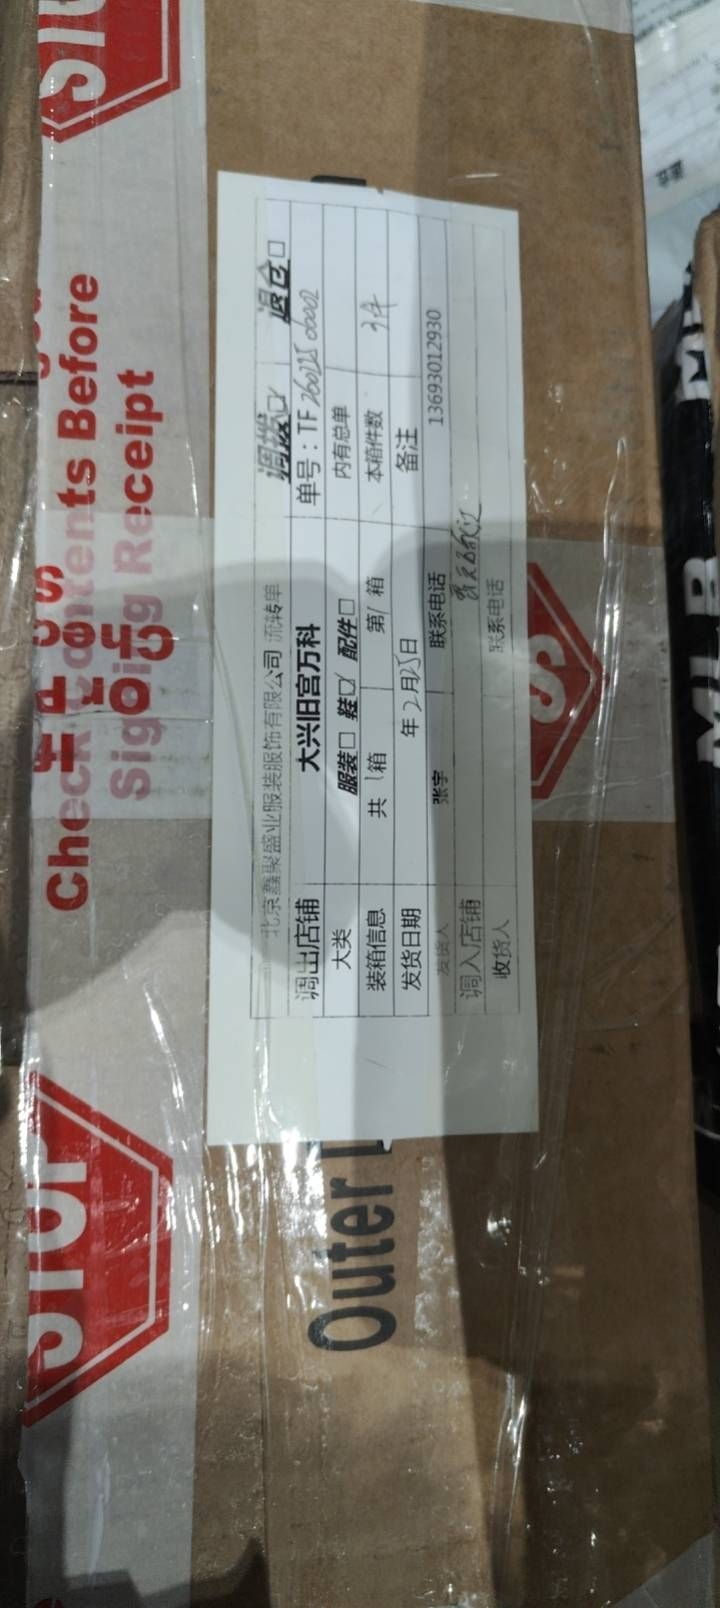 北京鑫聚盛业服装服饰有限公司 流转单 调拨☑ 退仓□
调出店铺 大兴旧宫万科 单号：TF
大类 服装□ 鞋☑ 配件□ 内有总单
装箱信息 共 1 箱 第 1 箱 本箱件数 3件
发货日期 年 2 月 25 日 备注
发货人 张宇 联系电话 13693012930
调入店铺
收货人 联系电话
Check Contents Before
Signing Receipt
STOP
Outer
MLB